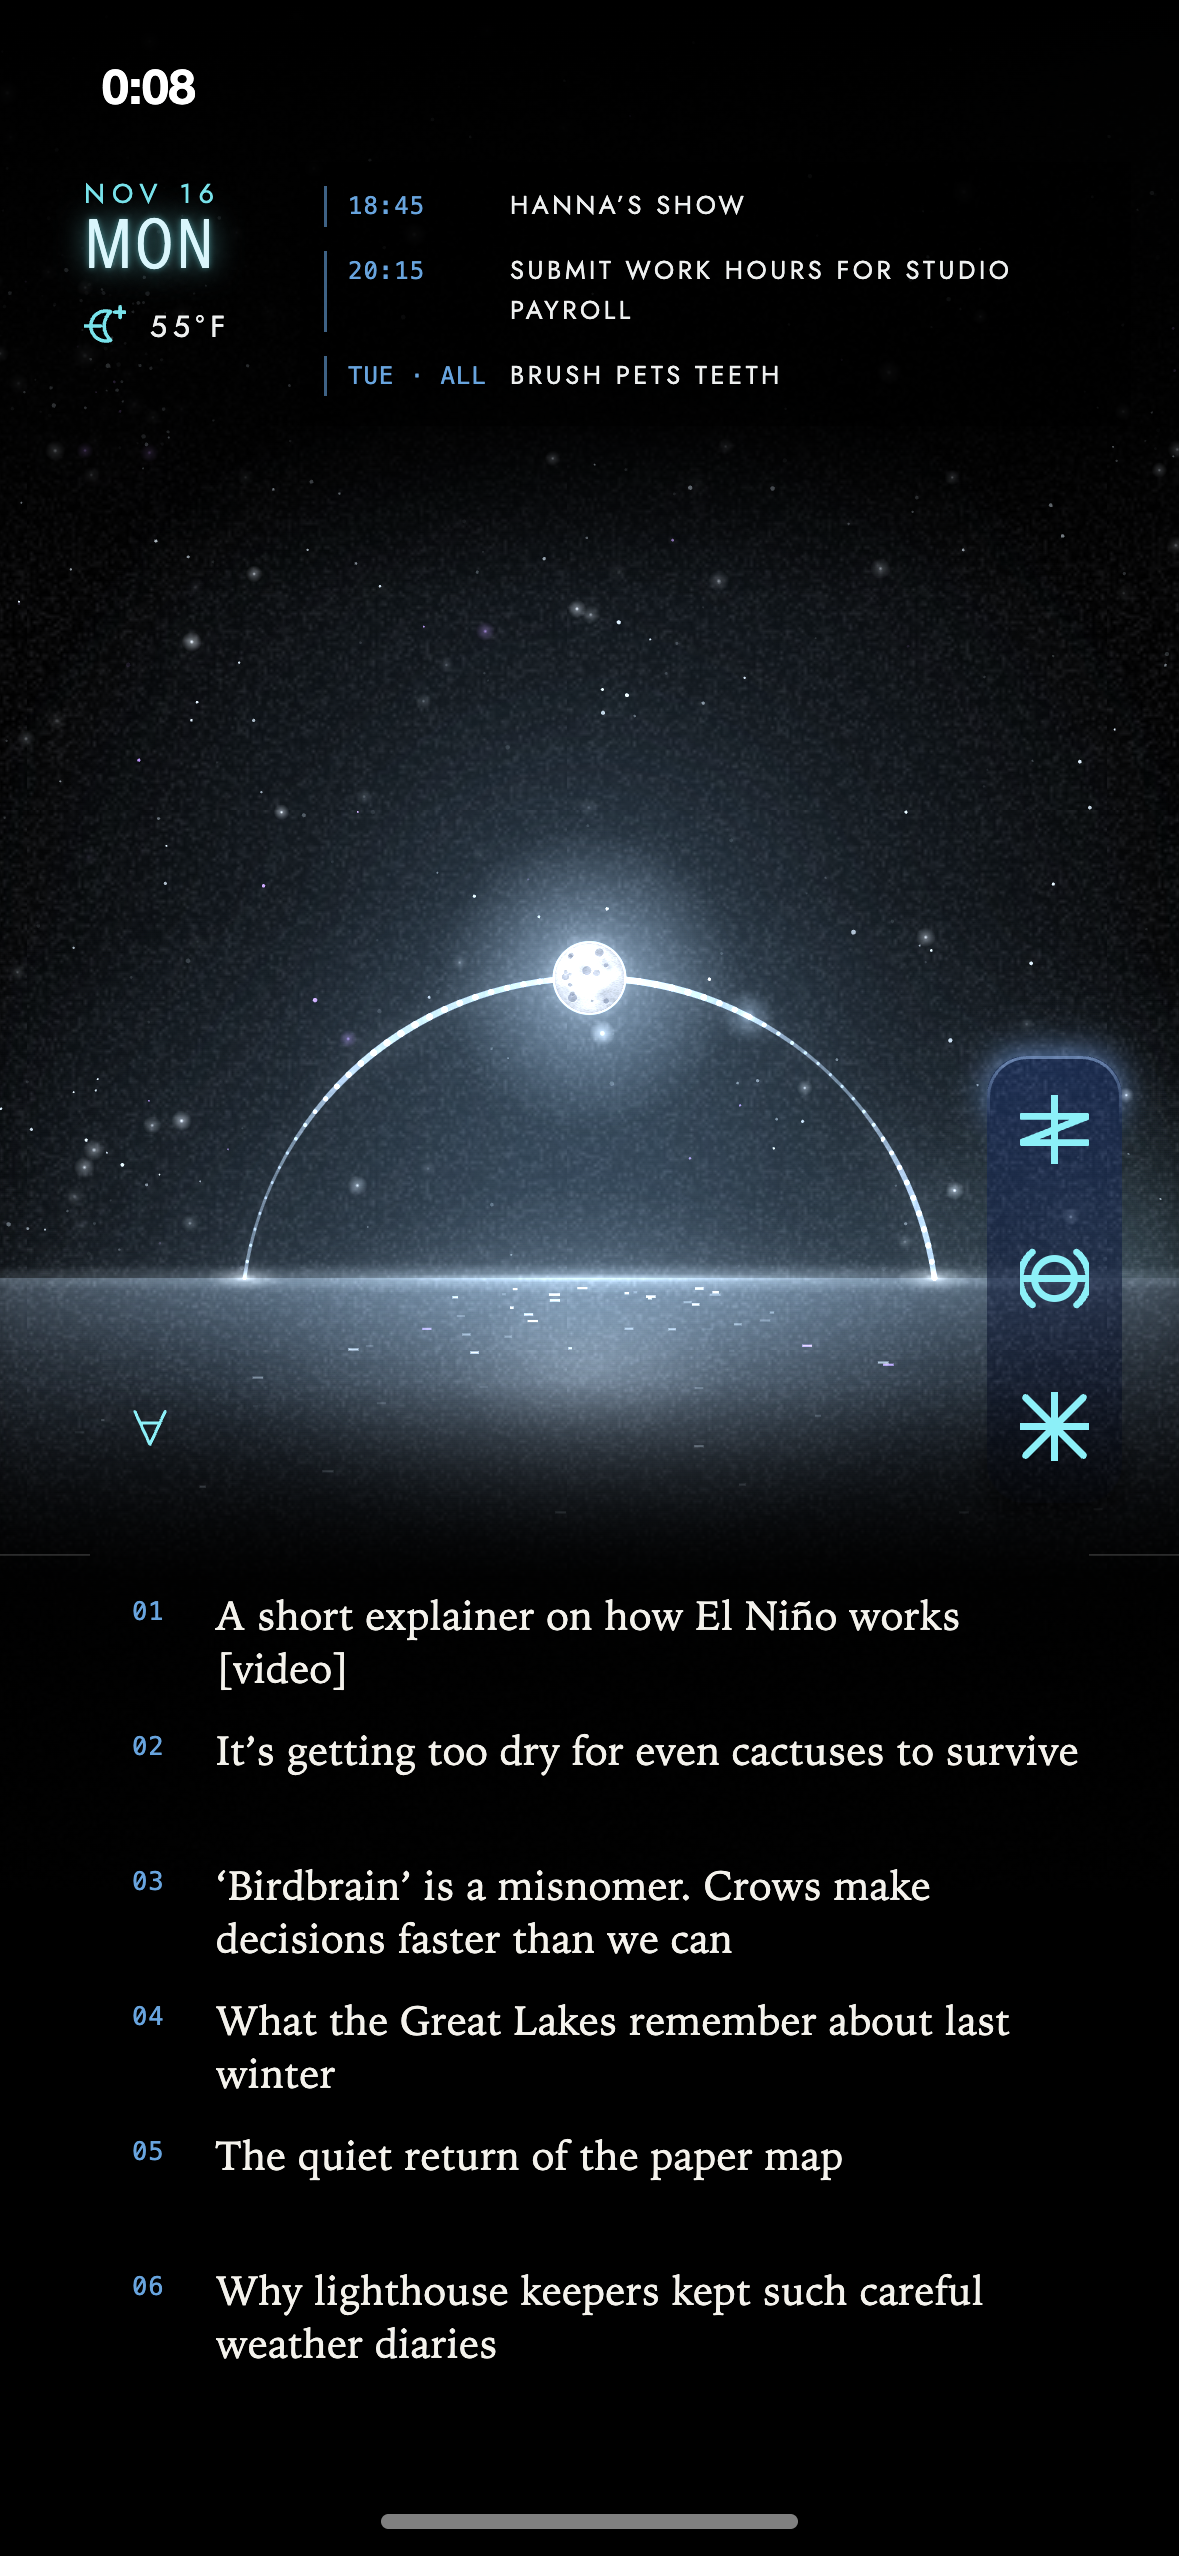 0:08
NOV 16
MON
55°F
18:45 HANNA’S SHOW
20:15 SUBMIT WORK HOURS FOR STUDIO
PAYROLL
TUE · ALL BRUSH PETS TEETH
01 A short explainer on how El Niño works
[video]
02 It’s getting too dry for even cactuses to survive
03 ‘Birdbrain’ is a misnomer. Crows make
decisions faster than we can
04 What the Great Lakes remember about last
winter
05 The quiet return of the paper map
06 Why lighthouse keepers kept such careful
weather diaries